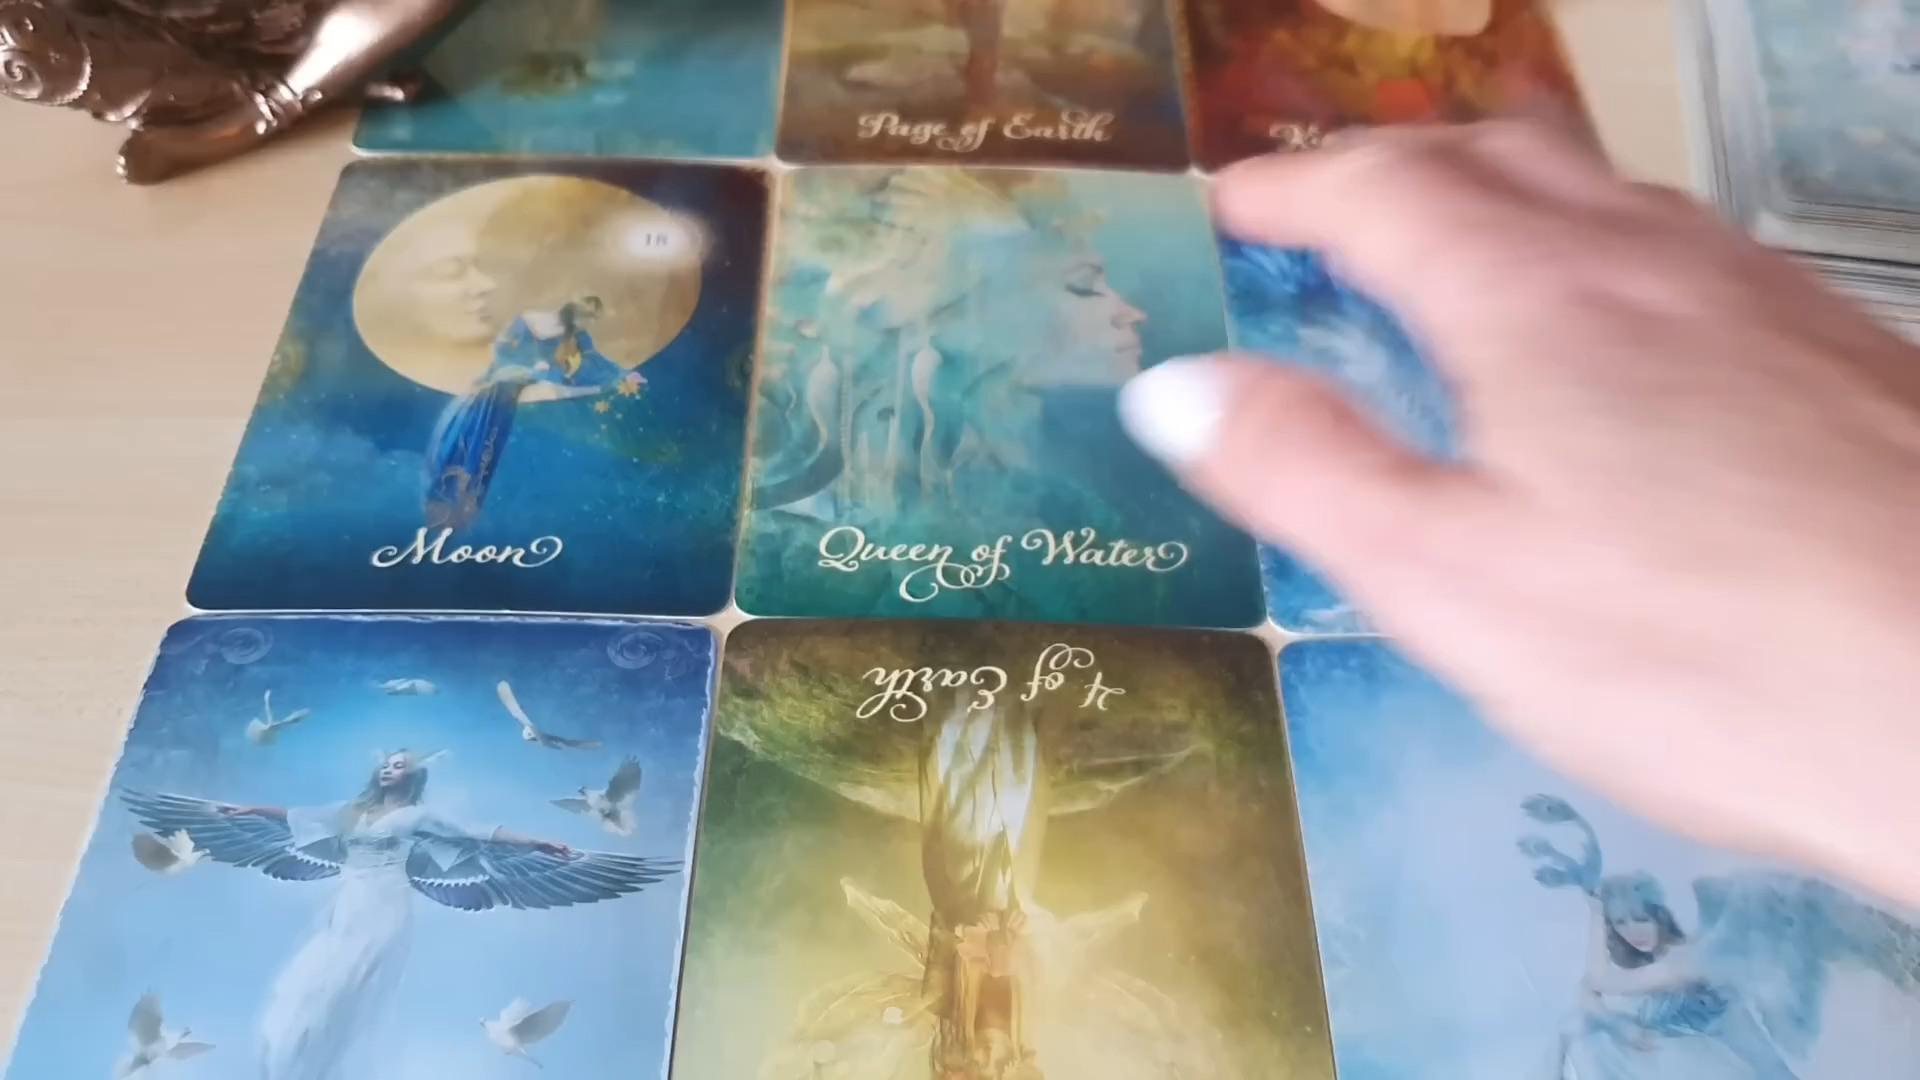 Page of Earth
18
Moon
Queen of Water
4 of Earth